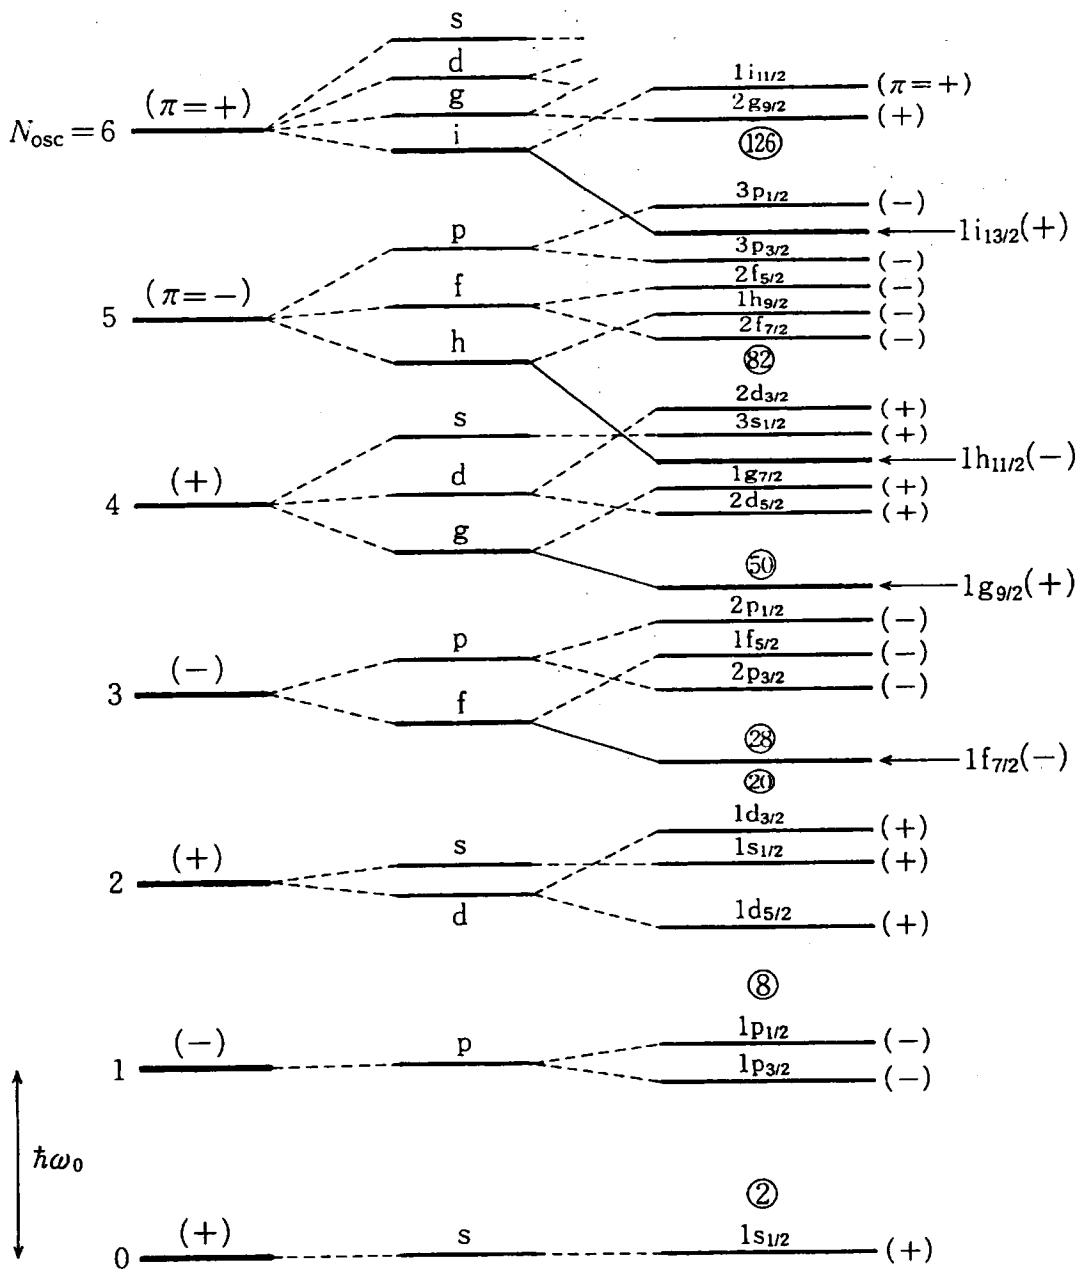 s
d
1i11/2 (π=+)
(π=+)
g
2g9/2 (+)
Nosc=6
i
126
3p1/2 (−)
p
1i13/2(+)
3p3/2 (−)
(π=−)
f
2f5/2 (−)
5
1h9/2 (−)
h
2f7/2 (−)
82
2d3/2 (+)
s
3s1/2 (+)
1h11/2(−)
(+)
d
1g7/2 (+)
4
2d5/2 (+)
g
50
1g9/2(+)
2p1/2 (−)
p
1f5/2 (−)
(−)
2p3/2 (−)
3
f
28
1f7/2(−)
20
1d3/2 (+)
(+)
s
1s1/2 (+)
2
d
1d5/2 (+)
8
1p1/2 (−)
(−)
p
1p3/2 (−)
1
ħω0
2
(+)
s
1s1/2 (+)
0